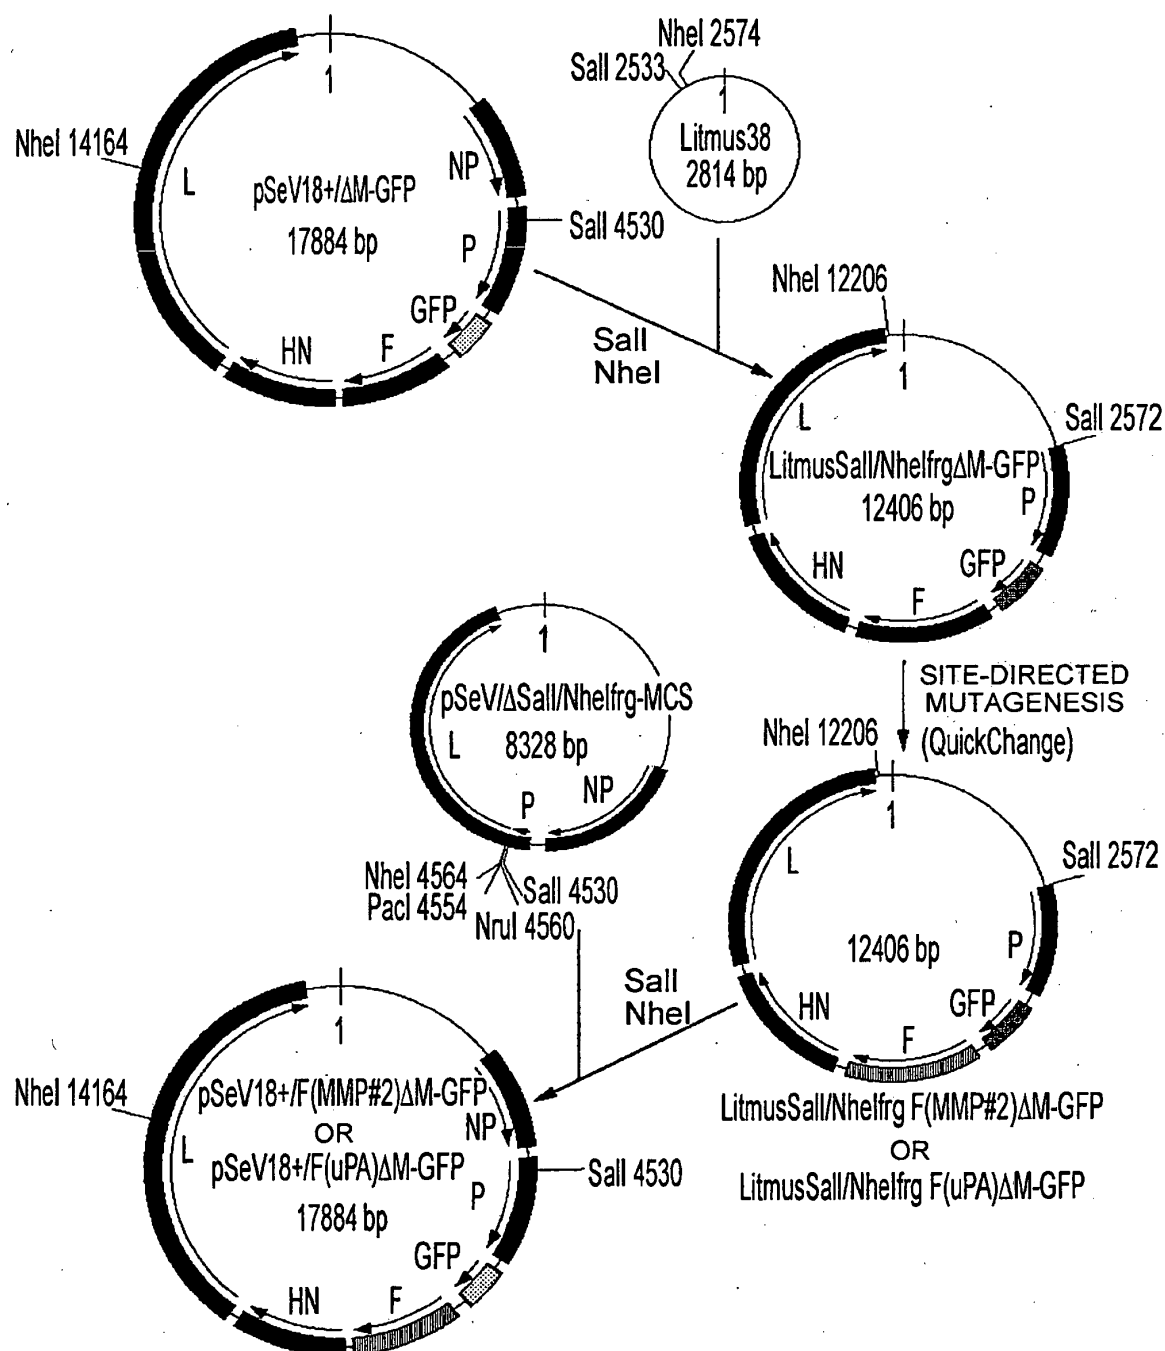 NheI 2574
SalI 2533
1
1
Litmus38
2814 bp
NheI 14164
L
NP
pSeV18+/ΔM-GFP
17884 bp
SalI 4530
P
GFP
HN
F
SalI
NheI
NheI 12206
1
L
SalI 2572
LitmusSalI/NheIfrgΔM-GFP
12406 bp
P
HN
GFP
F
1
pSeV/ΔSalI/NheIfrg-MCS
8328 bp
L
P
NP
NheI 4564
PacI 4554
SalI 4530
NruI 4560
SITE-DIRECTED
MUTAGENESIS
(QuickChange)
NheI 12206
1
SalI 2572
L
12406 bp
P
HN
GFP
F
LitmusSalI/NheIfrg F(MMP#2)ΔM-GFP
OR
LitmusSalI/NheIfrg F(uPA)ΔM-GFP
SalI
NheI
1
NheI 14164
pSeV18+/F(MMP#2)ΔM-GFP
OR
pSeV18+/F(uPA)ΔM-GFP
17884 bp
L
NP
SalI 4530
P
GFP
HN
F